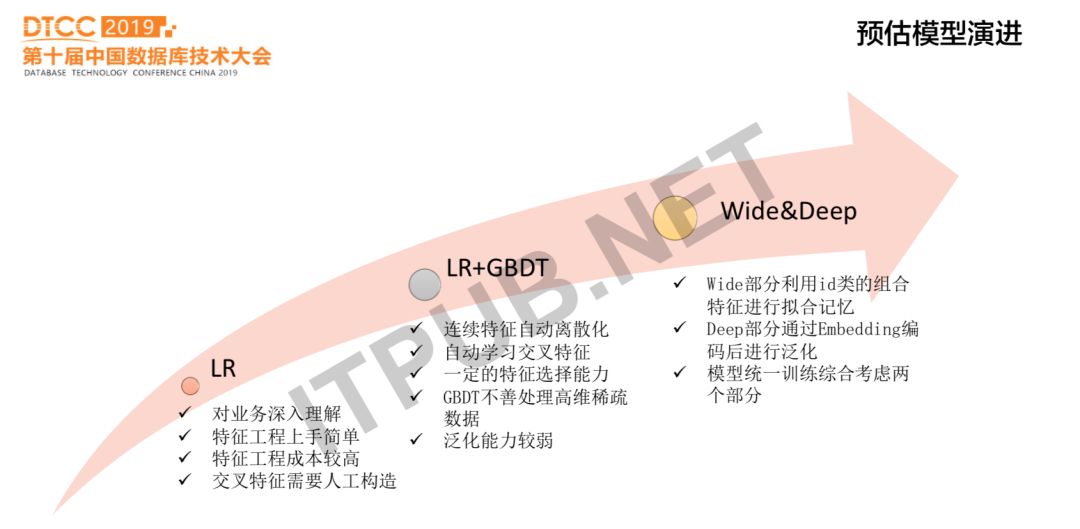 DTCC 2019
第十届中国数据库技术大会
DATABASE TECHNOLOGY CONFERENCE CHINA 2019
预估模型演进
ITPUB.NET
LR
✓ 对业务深入理解
✓ 特征工程上手简单
✓ 特征工程成本较高
✓ 交叉特征需要人工构造
LR+GBDT
✓ 连续特征自动离散化
✓ 自动学习交叉特征
✓ 一定的特征选择能力
✓ GBDT不善处理高维稀疏
数据
✓ 泛化能力较弱
Wide&Deep
✓ Wide部分利用id类的组合
特征进行拟合记忆
✓ Deep部分通过Embedding编
码后进行泛化
✓ 模型统一训练综合考虑两
个部分